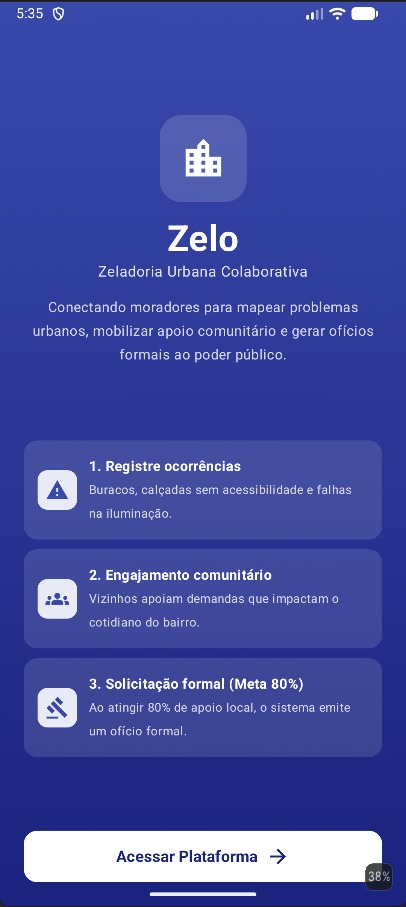 5:35
Zelo
Zeladoria Urbana Colaborativa
Conectando moradores para mapear problemas
urbanos, mobilizar apoio comunitário e gerar ofícios
formais ao poder público.
1. Registre ocorrências
Buracos, calçadas sem acessibilidade e falhas
na iluminação.
2. Engajamento comunitário
Vizinhos apoiam demandas que impactam o
cotidiano do bairro.
3. Solicitação formal (Meta 80%)
Ao atingir 80% de apoio local, o sistema emite
um ofício formal.
Acessar Plataforma
38%